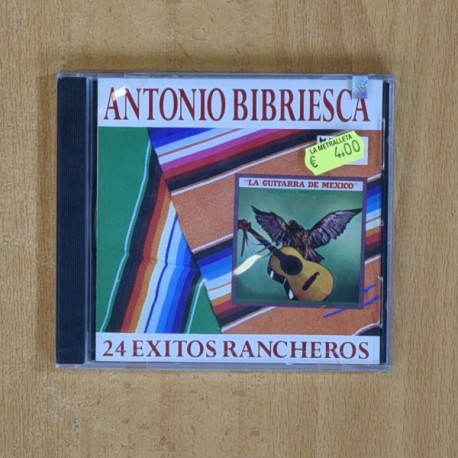 ANTONIO BIBRIESCA
LA METRALLETA
€ 4,00
"LA GUITARRA DE MEXICO"
24 EXITOS RANCHEROS